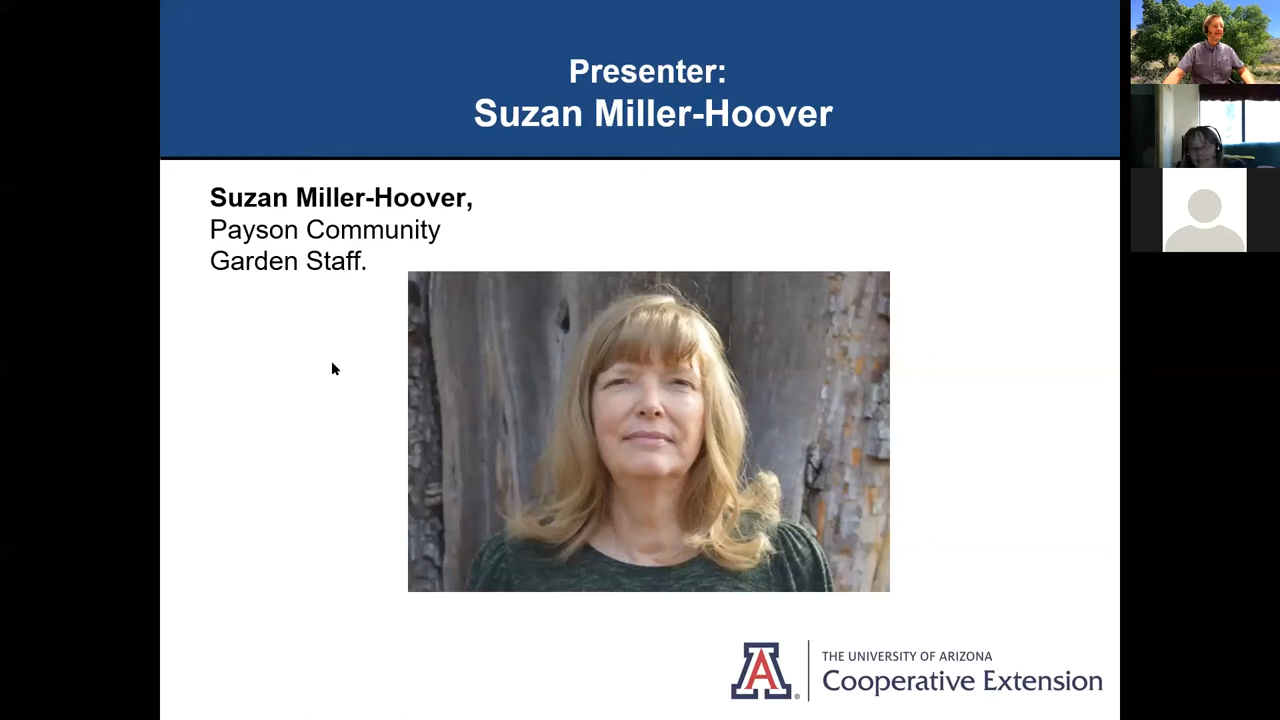 Presenter:
Suzan Miller-Hoover
Suzan Miller-Hoover,
Payson Community
Garden Staff.
A
®
THE UNIVERSITY OF ARIZONA
Cooperative Extension